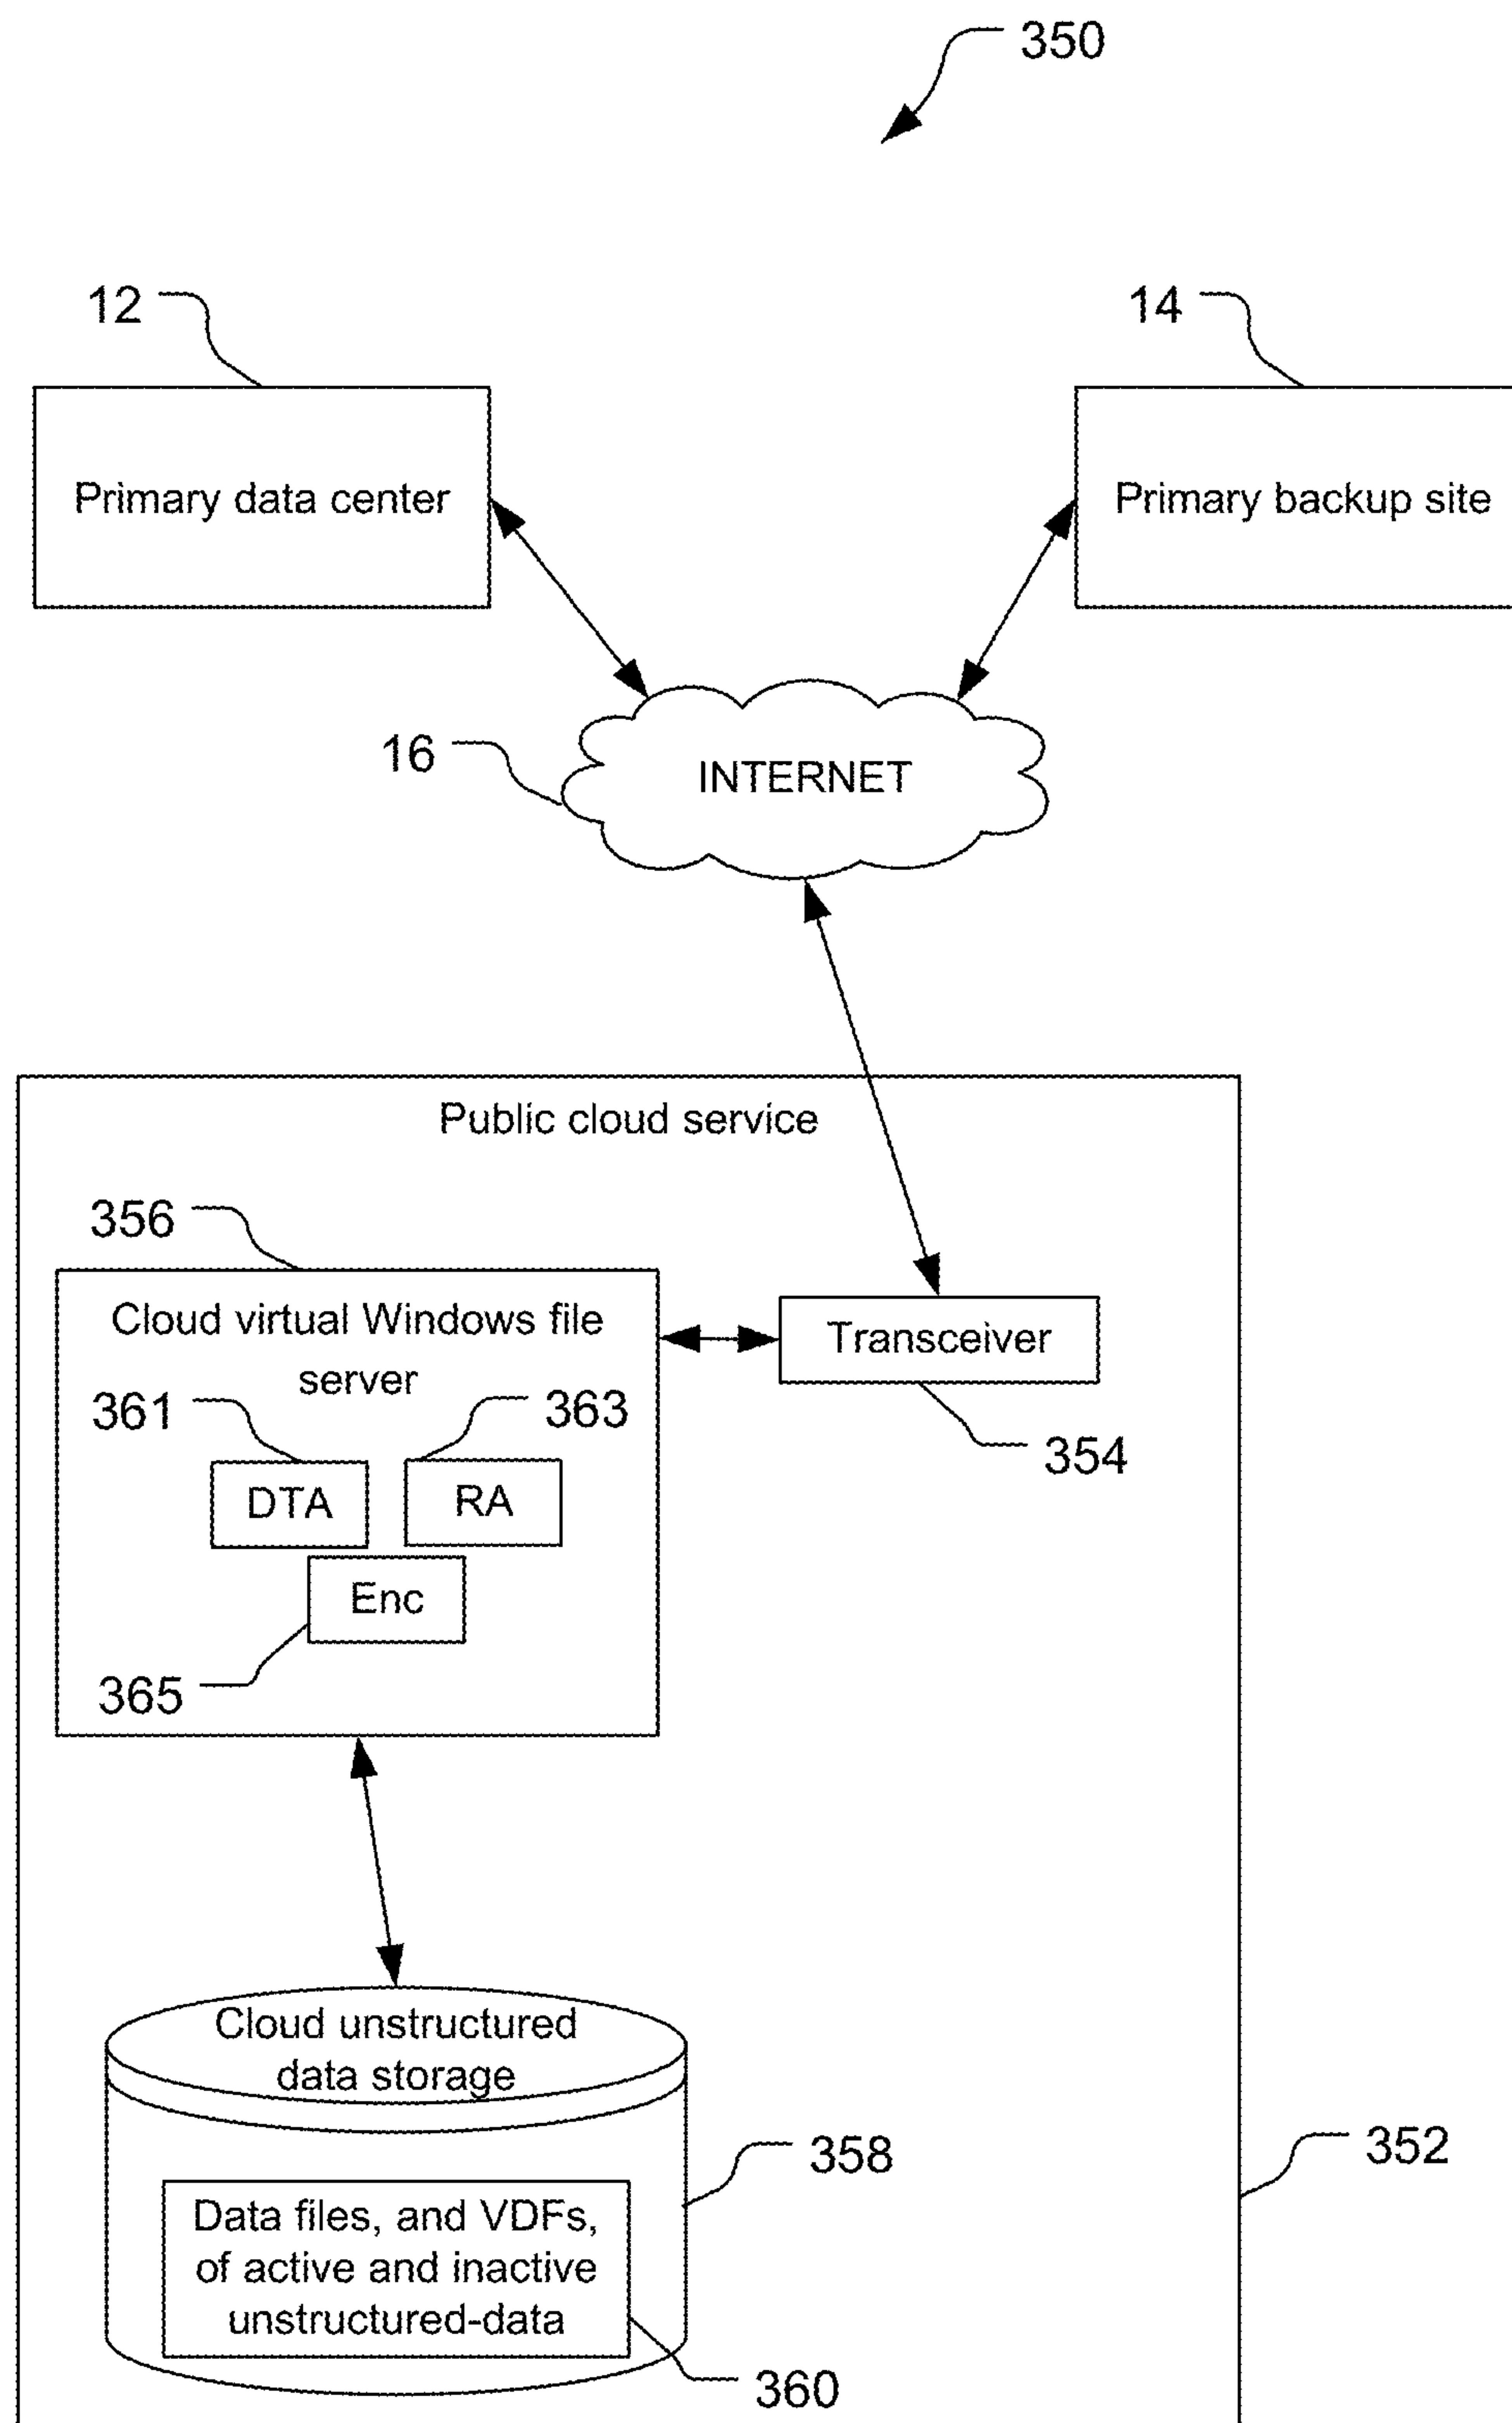 350
12
14
Primary data center
Primary backup site
16
INTERNET
Public cloud service
356
Cloud virtual Windows file
server
Transceiver
361
363
354
DTA
RA
Enc
365
Cloud unstructured
data storage
358
352
Data files, and VDFs,
of active and inactive
unstructured-data
360